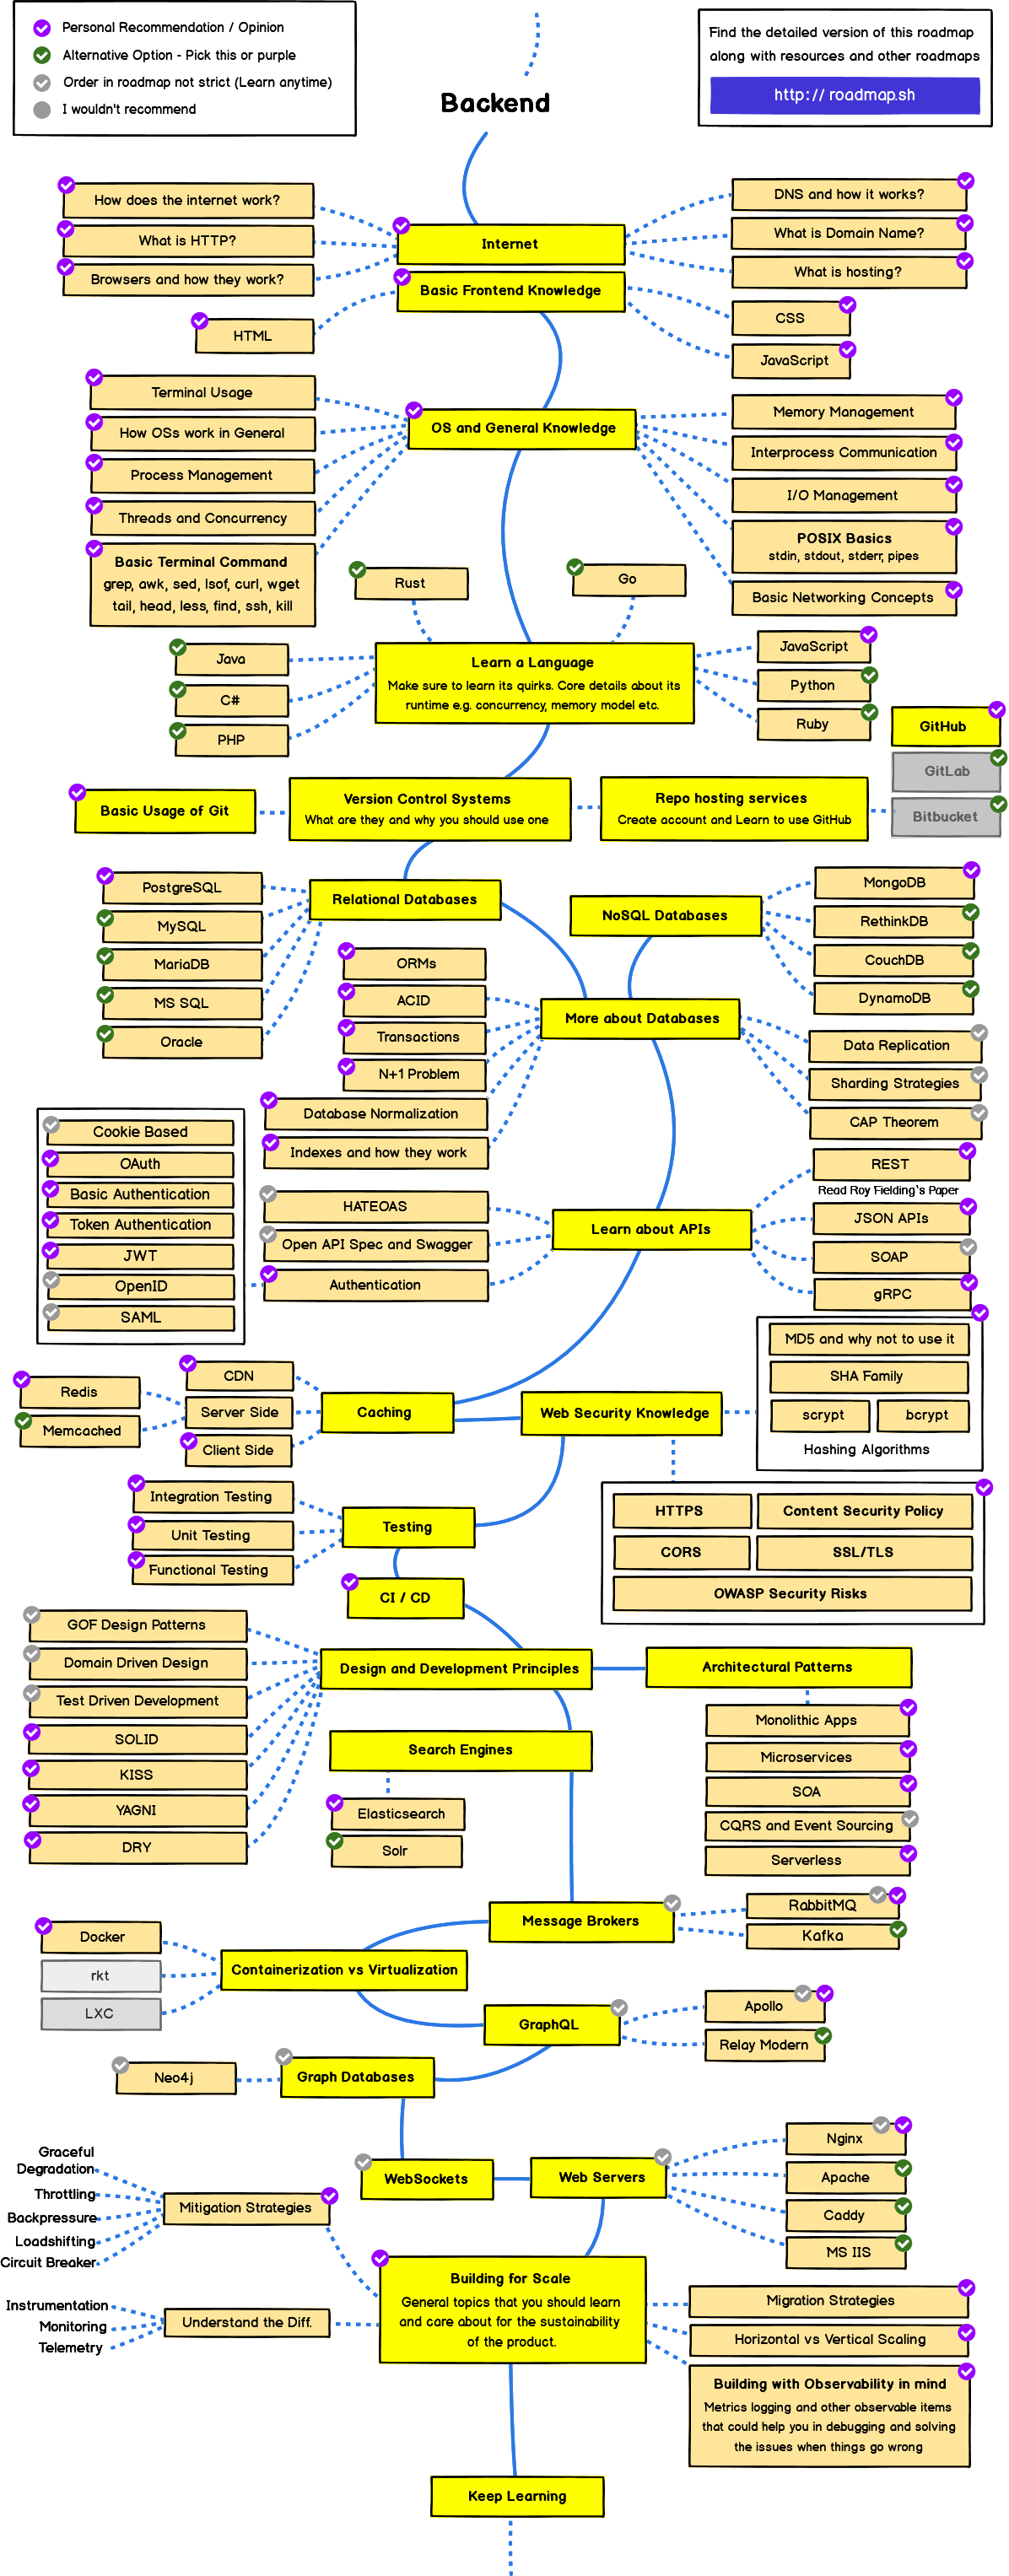 Personal Recommendation / Opinion
Alternative Option - Pick this or purple
Order in roadmap not strict (Learn anytime)
I wouldn't recommend
Find the detailed version of this roadmap
along with resources and other roadmaps
http:// roadmap.sh
Backend
How does the internet work?
What is HTTP?
Browsers and how they work?
Internet
DNS and how it works?
What is Domain Name?
What is hosting?
Basic Frontend Knowledge
HTML
CSS
JavaScript
Terminal Usage
How OSs work in General
Process Management
Threads and Concurrency
Basic Terminal Command
grep, awk, sed, lsof, curl, wget
tail, head, less, find, ssh, kill
OS and General Knowledge
Memory Management
Interprocess Communication
I/O Management
POSIX Basics
stdin, stdout, stderr, pipes
Basic Networking Concepts
Rust
Go
Java
C#
PHP
Learn a Language
Make sure to learn its quirks. Core details about its
runtime e.g. concurrency, memory model etc.
JavaScript
Python
Ruby
GitHub
GitLab
Bitbucket
Basic Usage of Git
Version Control Systems
What are they and why you should use one
Repo hosting services
Create account and Learn to use GitHub
Relational Databases
PostgreSQL
MySQL
MariaDB
MS SQL
Oracle
NoSQL Databases
MongoDB
RethinkDB
CouchDB
DynamoDB
ORMs
ACID
Transactions
N+1 Problem
Database Normalization
Indexes and how they work
More about Databases
Data Replication
Sharding Strategies
CAP Theorem
Cookie Based
OAuth
Basic Authentication
Token Authentication
JWT
OpenID
SAML
HATEOAS
Open API Spec and Swagger
Authentication
Learn about APIs
REST
Read Roy Fielding's Paper
JSON APIs
SOAP
gRPC
MD5 and why not to use it
SHA Family
scrypt
bcrypt
Hashing Algorithms
Redis
Memcached
CDN
Server Side
Client Side
Caching
Web Security Knowledge
HTTPS
Content Security Policy
CORS
SSL/TLS
OWASP Security Risks
Integration Testing
Unit Testing
Functional Testing
Testing
CI / CD
GOF Design Patterns
Domain Driven Design
Test Driven Development
SOLID
KISS
YAGNI
DRY
Design and Development Principles
Architectural Patterns
Monolithic Apps
Microservices
SOA
CQRS and Event Sourcing
Serverless
Search Engines
Elasticsearch
Solr
Message Brokers
RabbitMQ
Kafka
Docker
rkt
LXC
Containerization vs Virtualization
GraphQL
Apollo
Relay Modern
Neo4j
Graph Databases
WebSockets
Web Servers
Nginx
Apache
Caddy
MS IIS
Graceful
Degradation
Throttling
Backpressure
Loadshifting
Circuit Breaker
Mitigation Strategies
Instrumentation
Monitoring
Telemetry
Understand the Diff.
Building for Scale
General topics that you should learn
and care about for the sustainability
of the product.
Migration Strategies
Horizontal vs Vertical Scaling
Building with Observability in mind
Metrics logging and other observable items
that could help you in debugging and solving
the issues when things go wrong
Keep Learning